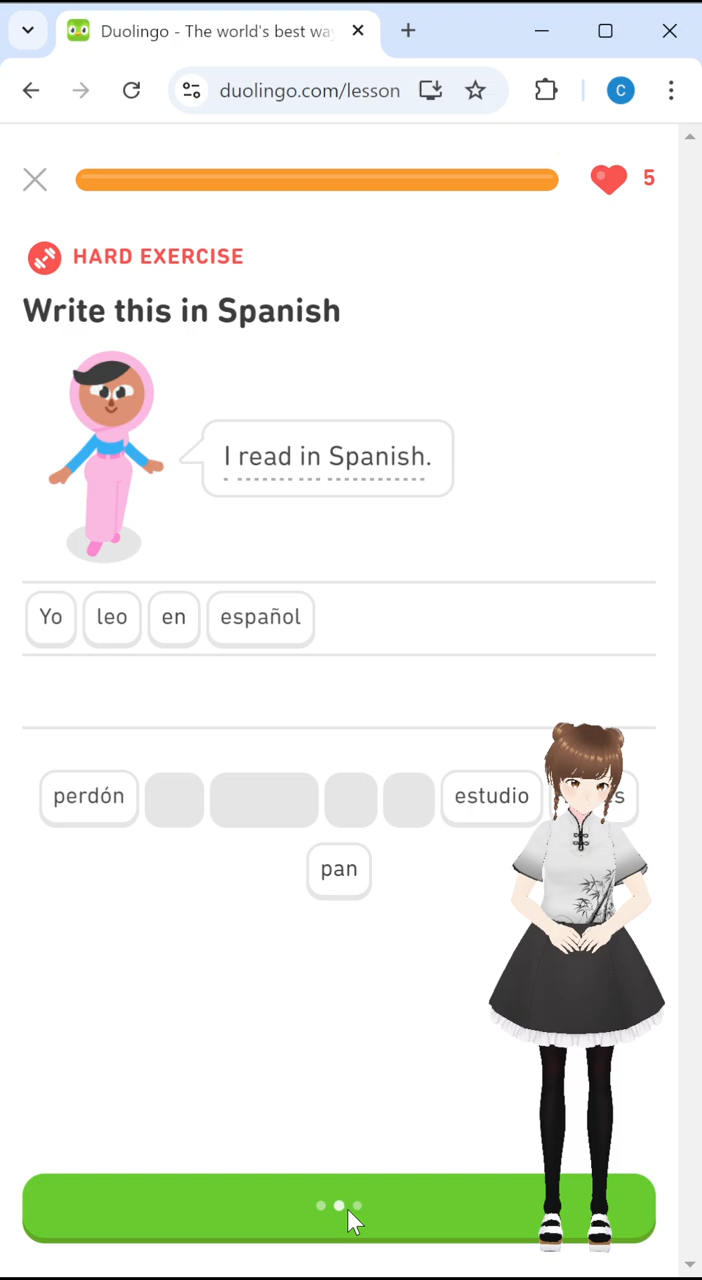 Duolingo - The world's best wa
duolingo.com/lesson
C
5
HARD EXERCISE
Write this in Spanish
I read in Spanish.
Yo leo en español
perdón estudio
pan